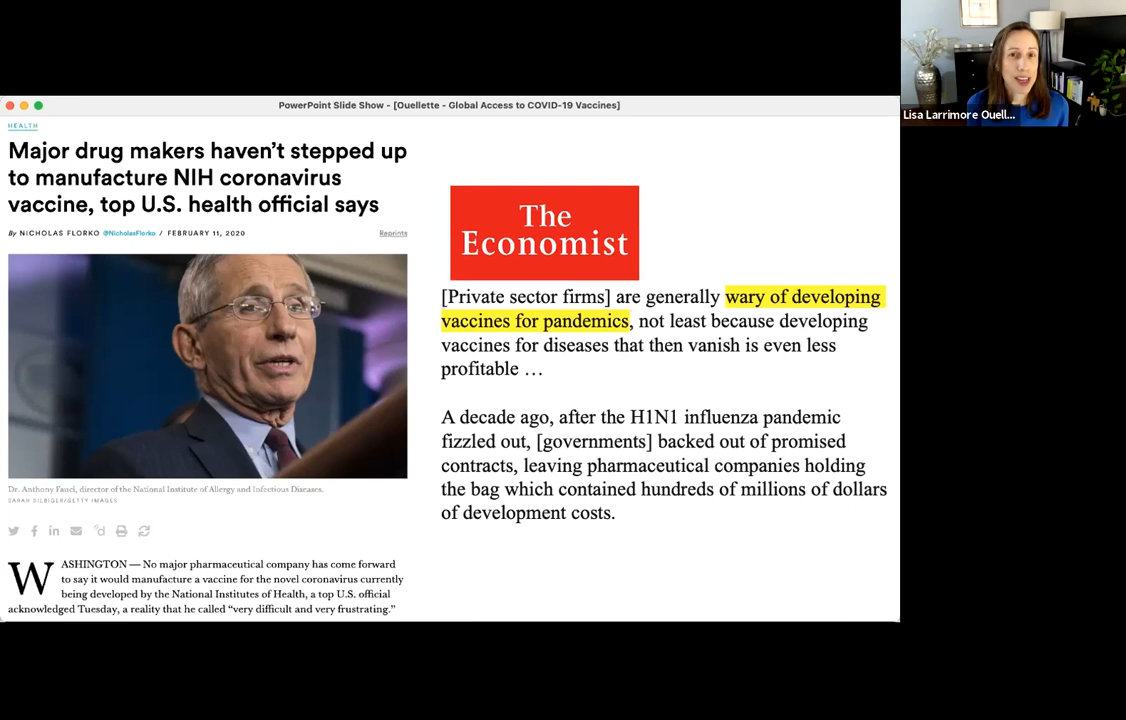 PowerPoint Slide Show - [Ouellette - Global Access to COVID-19 Vaccines]
Lisa Larrimore Ouell...
HEALTH
Major drug makers haven't stepped up
to manufacture NIH coronavirus
vaccine, top U.S. health official says
By NICHOLAS FLORKO @NicholasFlorko / FEBRUARY 11, 2020
Reprints
Dr. Anthony Fauci, director of the National Institute of Allergy and Infectious Diseases.
SARAH SILBIGER/GETTY IMAGES
WASHINGTON — No major pharmaceutical company has come forward
to say it would manufacture a vaccine for the novel coronavirus currently
being developed by the National Institutes of Health, a top U.S. official
acknowledged Tuesday, a reality that he called “very difficult and very frustrating.”
The
Economist
[Private sector firms] are generally wary of developing
vaccines for pandemics, not least because developing
vaccines for diseases that then vanish is even less
profitable …
A decade ago, after the H1N1 influenza pandemic
fizzled out, [governments] backed out of promised
contracts, leaving pharmaceutical companies holding
the bag which contained hundreds of millions of dollars
of development costs.